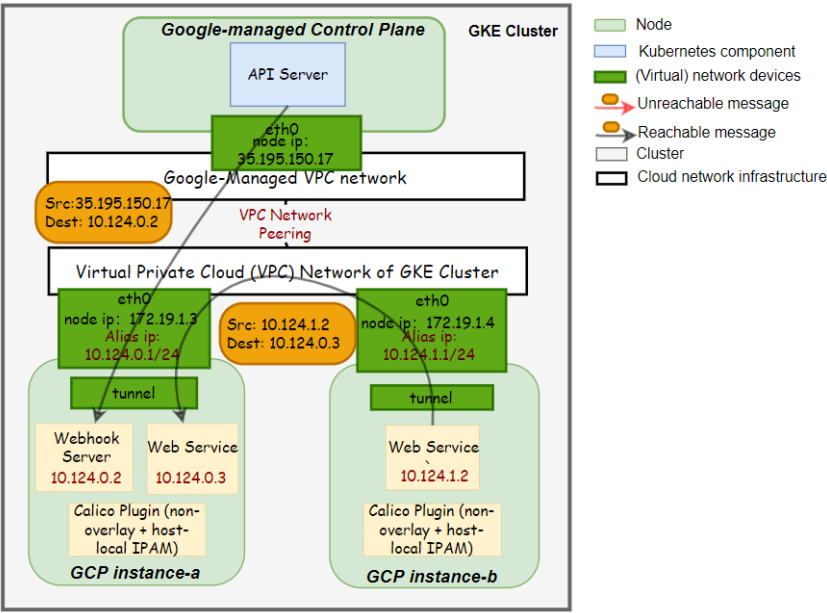 Google-managed Control Plane
GKE Cluster
API Server
eth0
node ip:
35.195.150.17
Google-Managed VPC network
Src:35.195.150.17
Dest: 10.124.0.2
VPC Network
Peering
Virtual Private Cloud (VPC) Network of GKE Cluster
eth0
node ip: 172.19.1.3
Alias ip:
10.124.0.1/24
Src: 10.124.1.2
Dest: 10.124.0.3
eth0
node ip: 172.19.1.4
Alias ip:
10.124.1.1/24
tunnel
tunnel
Webhook
Server
10.124.0.2
Web Service
10.124.0.3
Web Service
10.124.1.2
Calico Plugin (non-
overlay + host-
local IPAM)
Calico Plugin (non-
overlay + host-
local IPAM)
GCP instance-a
GCP instance-b
Node
Kubernetes component
(Virtual) network devices
Unreachable message
Reachable message
Cluster
Cloud network infrastructure